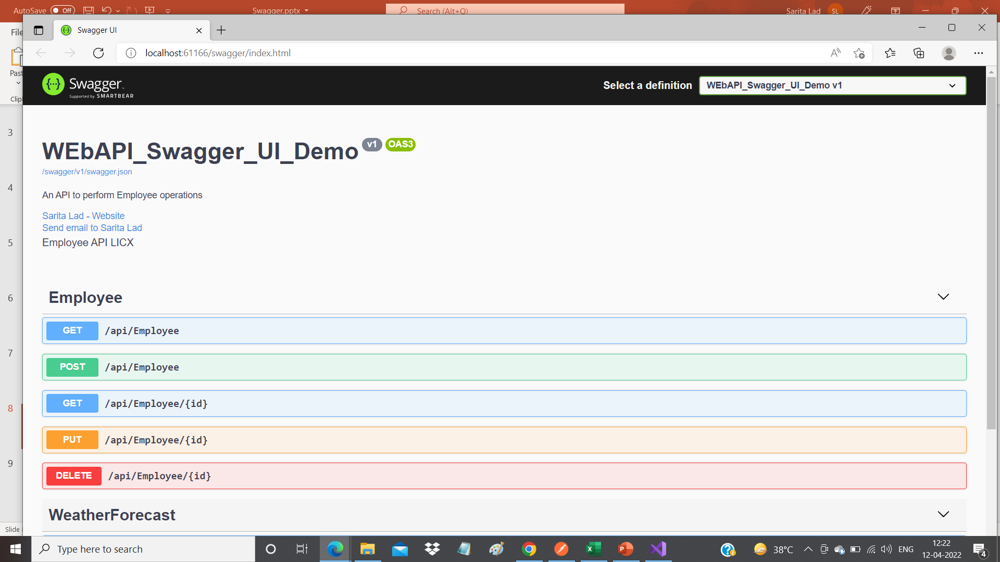 AutoSave Off Swagger.pptx Search (Alt+Q) Sarita Lad SL
File
Swagger UI
localhost:61166/swagger/index.html
Swagger
Supported by SMARTBEAR
Select a definition WEbAPI_Swagger_UI_Demo v1
WEbAPI_Swagger_UI_Demo v1 OAS3
/swagger/v1/swagger.json
An API to perform Employee operations
Sarita Lad - Website
Send email to Sarita Lad
Employee API LICX
Employee
GET /api/Employee
POST /api/Employee
GET /api/Employee/{id}
PUT /api/Employee/{id}
DELETE /api/Employee/{id}
WeatherForecast
3
4
5
6
7
8
9
Slide
Type here to search
38°C ENG
12:22
12-04-2022
4